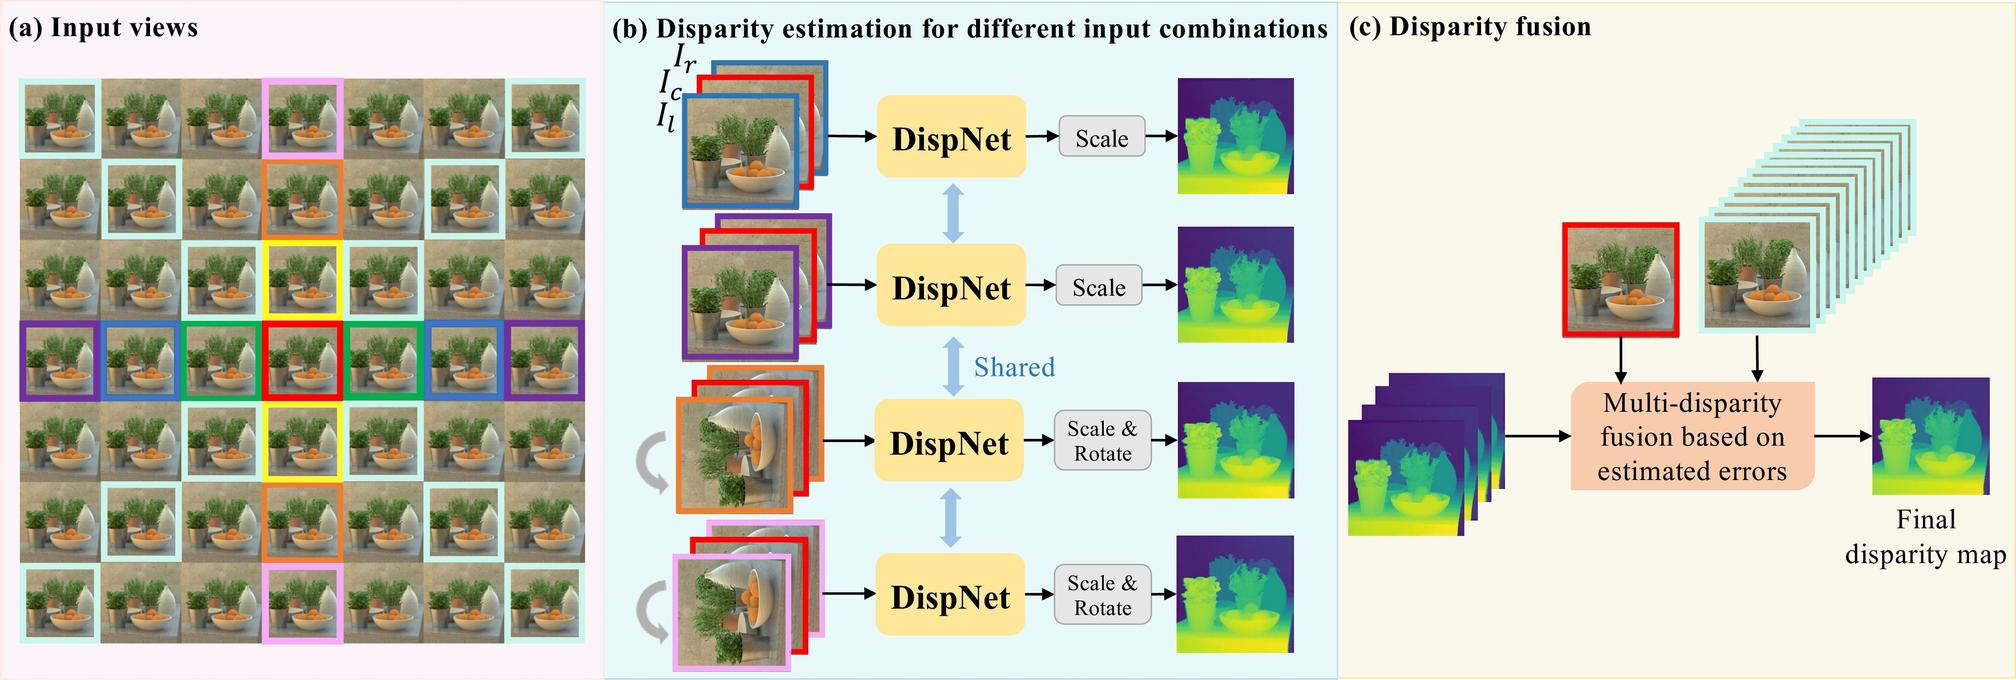 (a) Input views
(b) Disparity estimation for different input combinations
I_r
I_c
I_l
DispNet
Scale
DispNet
Scale
Shared
DispNet
Scale &
Rotate
DispNet
Scale &
Rotate
(c) Disparity fusion
Multi-disparity
fusion based on
estimated errors
Final
disparity map